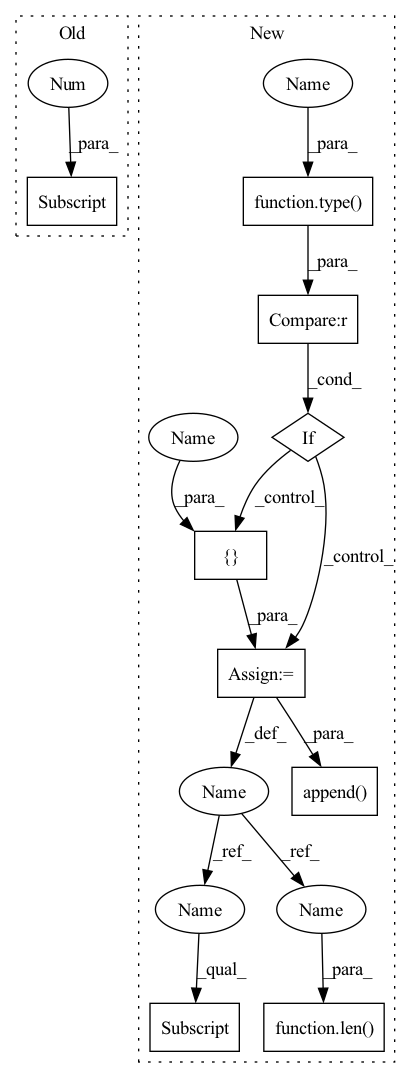 Old
New
Num
Name
_para_
_para_
Subscript
function.type()
_para_
Compare:r
_cond_
Name
If
_para_
_control_
_control_
{}
_para_
Assign:=
_def_
_para_
Name
append()
_ref_
_ref_
Name
Name
_qual_
_para_
Subscript
function.len()